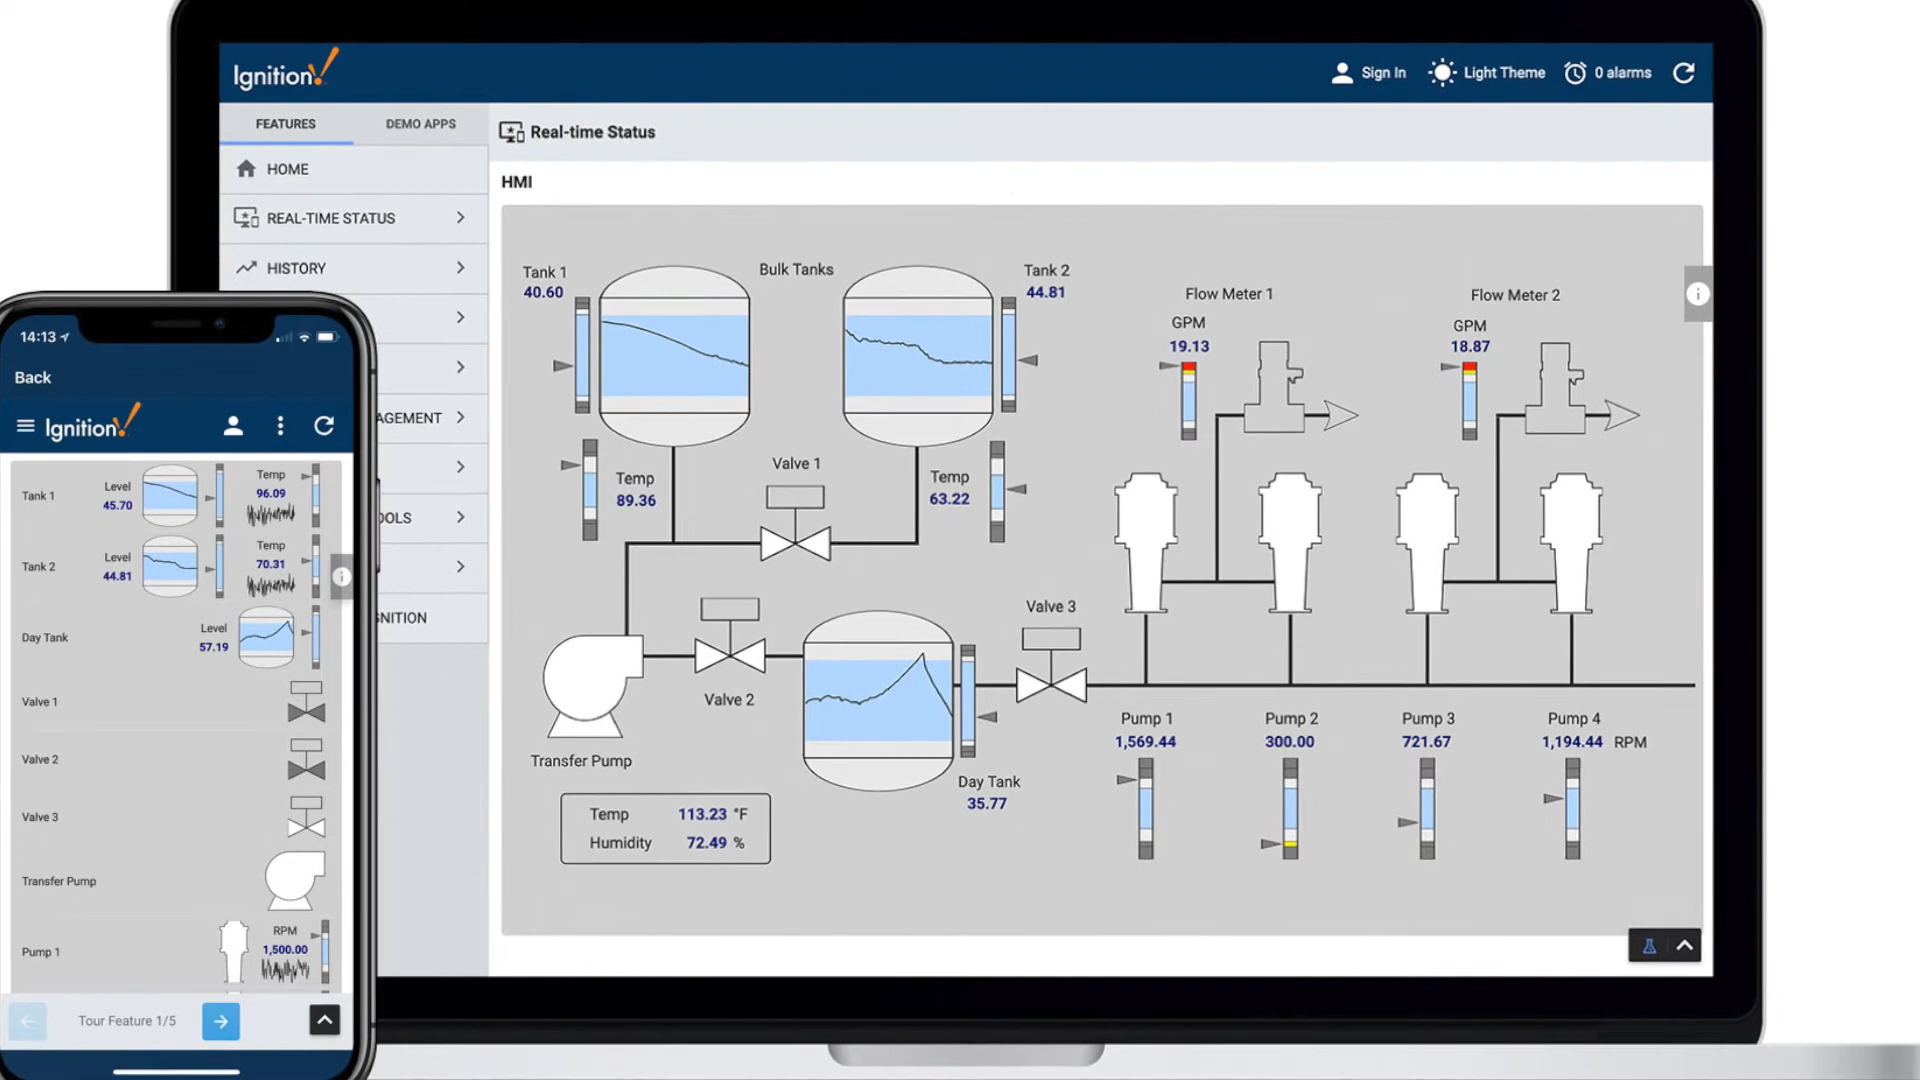 Ignition!
Sign In
Light Theme
0 alarms
FEATURES
DEMO APPS
Real-time Status
HOME
HMI
REAL-TIME STATUS
HISTORY
AGEMENT
OOLS
GNITION
Tank 1
40.60
Bulk Tanks
Tank 2
44.81
Flow Meter 1
GPM
19.13
Flow Meter 2
GPM
18.87
Temp
89.36
Valve 1
Temp
63.22
Valve 2
Valve 3
Transfer Pump
Day Tank
35.77
Temp 113.23 °F
Humidity 72.49 %
Pump 1
1,569.44
Pump 2
300.00
Pump 3
721.67
Pump 4
1,194.44 RPM
14:13
Back
Ignition!
Tank 1
Level
45.70
Temp
96.09
Tank 2
Level
44.81
Temp
70.31
Day Tank
Level
57.19
Valve 1
Valve 2
Valve 3
Transfer Pump
Pump 1
RPM
1,500.00
Tour Feature 1/5